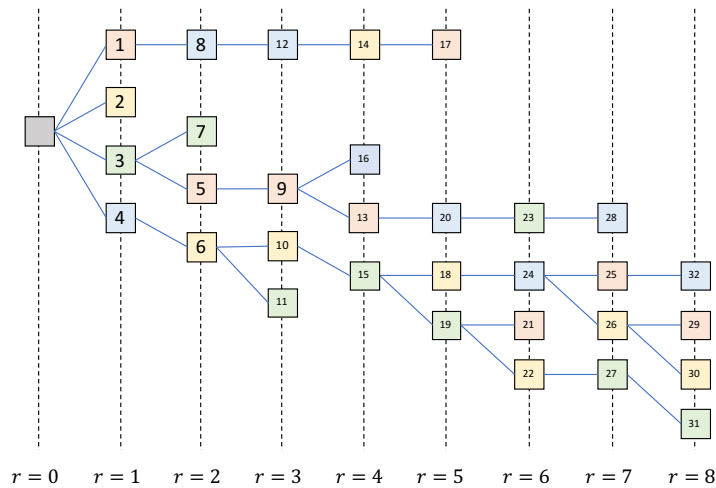 1 8 12 14 17
2
3 7 16
5 9
4 13 20 23 28
6 10
15 18 24 25 32
11
19 21 26 29
22 27 30
31
r = 0 r = 1 r = 2 r = 3 r = 4 r = 5 r = 6 r = 7 r = 8